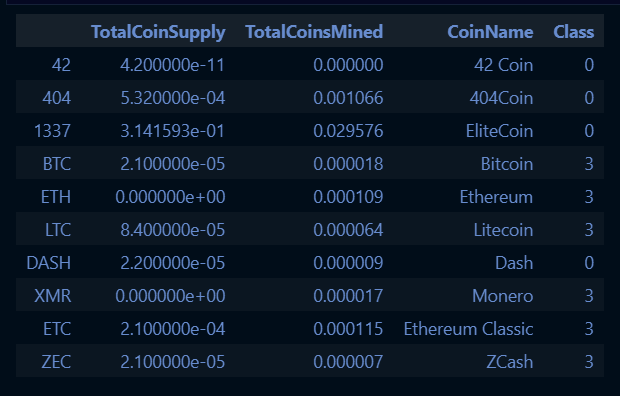 TotalCoinSupply TotalCoinsMined CoinName Class
42 4.200000e-11 0.000000 42 Coin 0
404 5.320000e-04 0.001066 404Coin 0
1337 3.141593e-01 0.029576 EliteCoin 0
BTC 2.100000e-05 0.000018 Bitcoin 3
ETH 0.000000e+00 0.000109 Ethereum 3
LTC 8.400000e-05 0.000064 Litecoin 3
DASH 2.200000e-05 0.000009 Dash 0
XMR 0.000000e+00 0.000017 Monero 3
ETC 2.100000e-04 0.000115 Ethereum Classic 3
ZEC 2.100000e-05 0.000007 ZCash 3